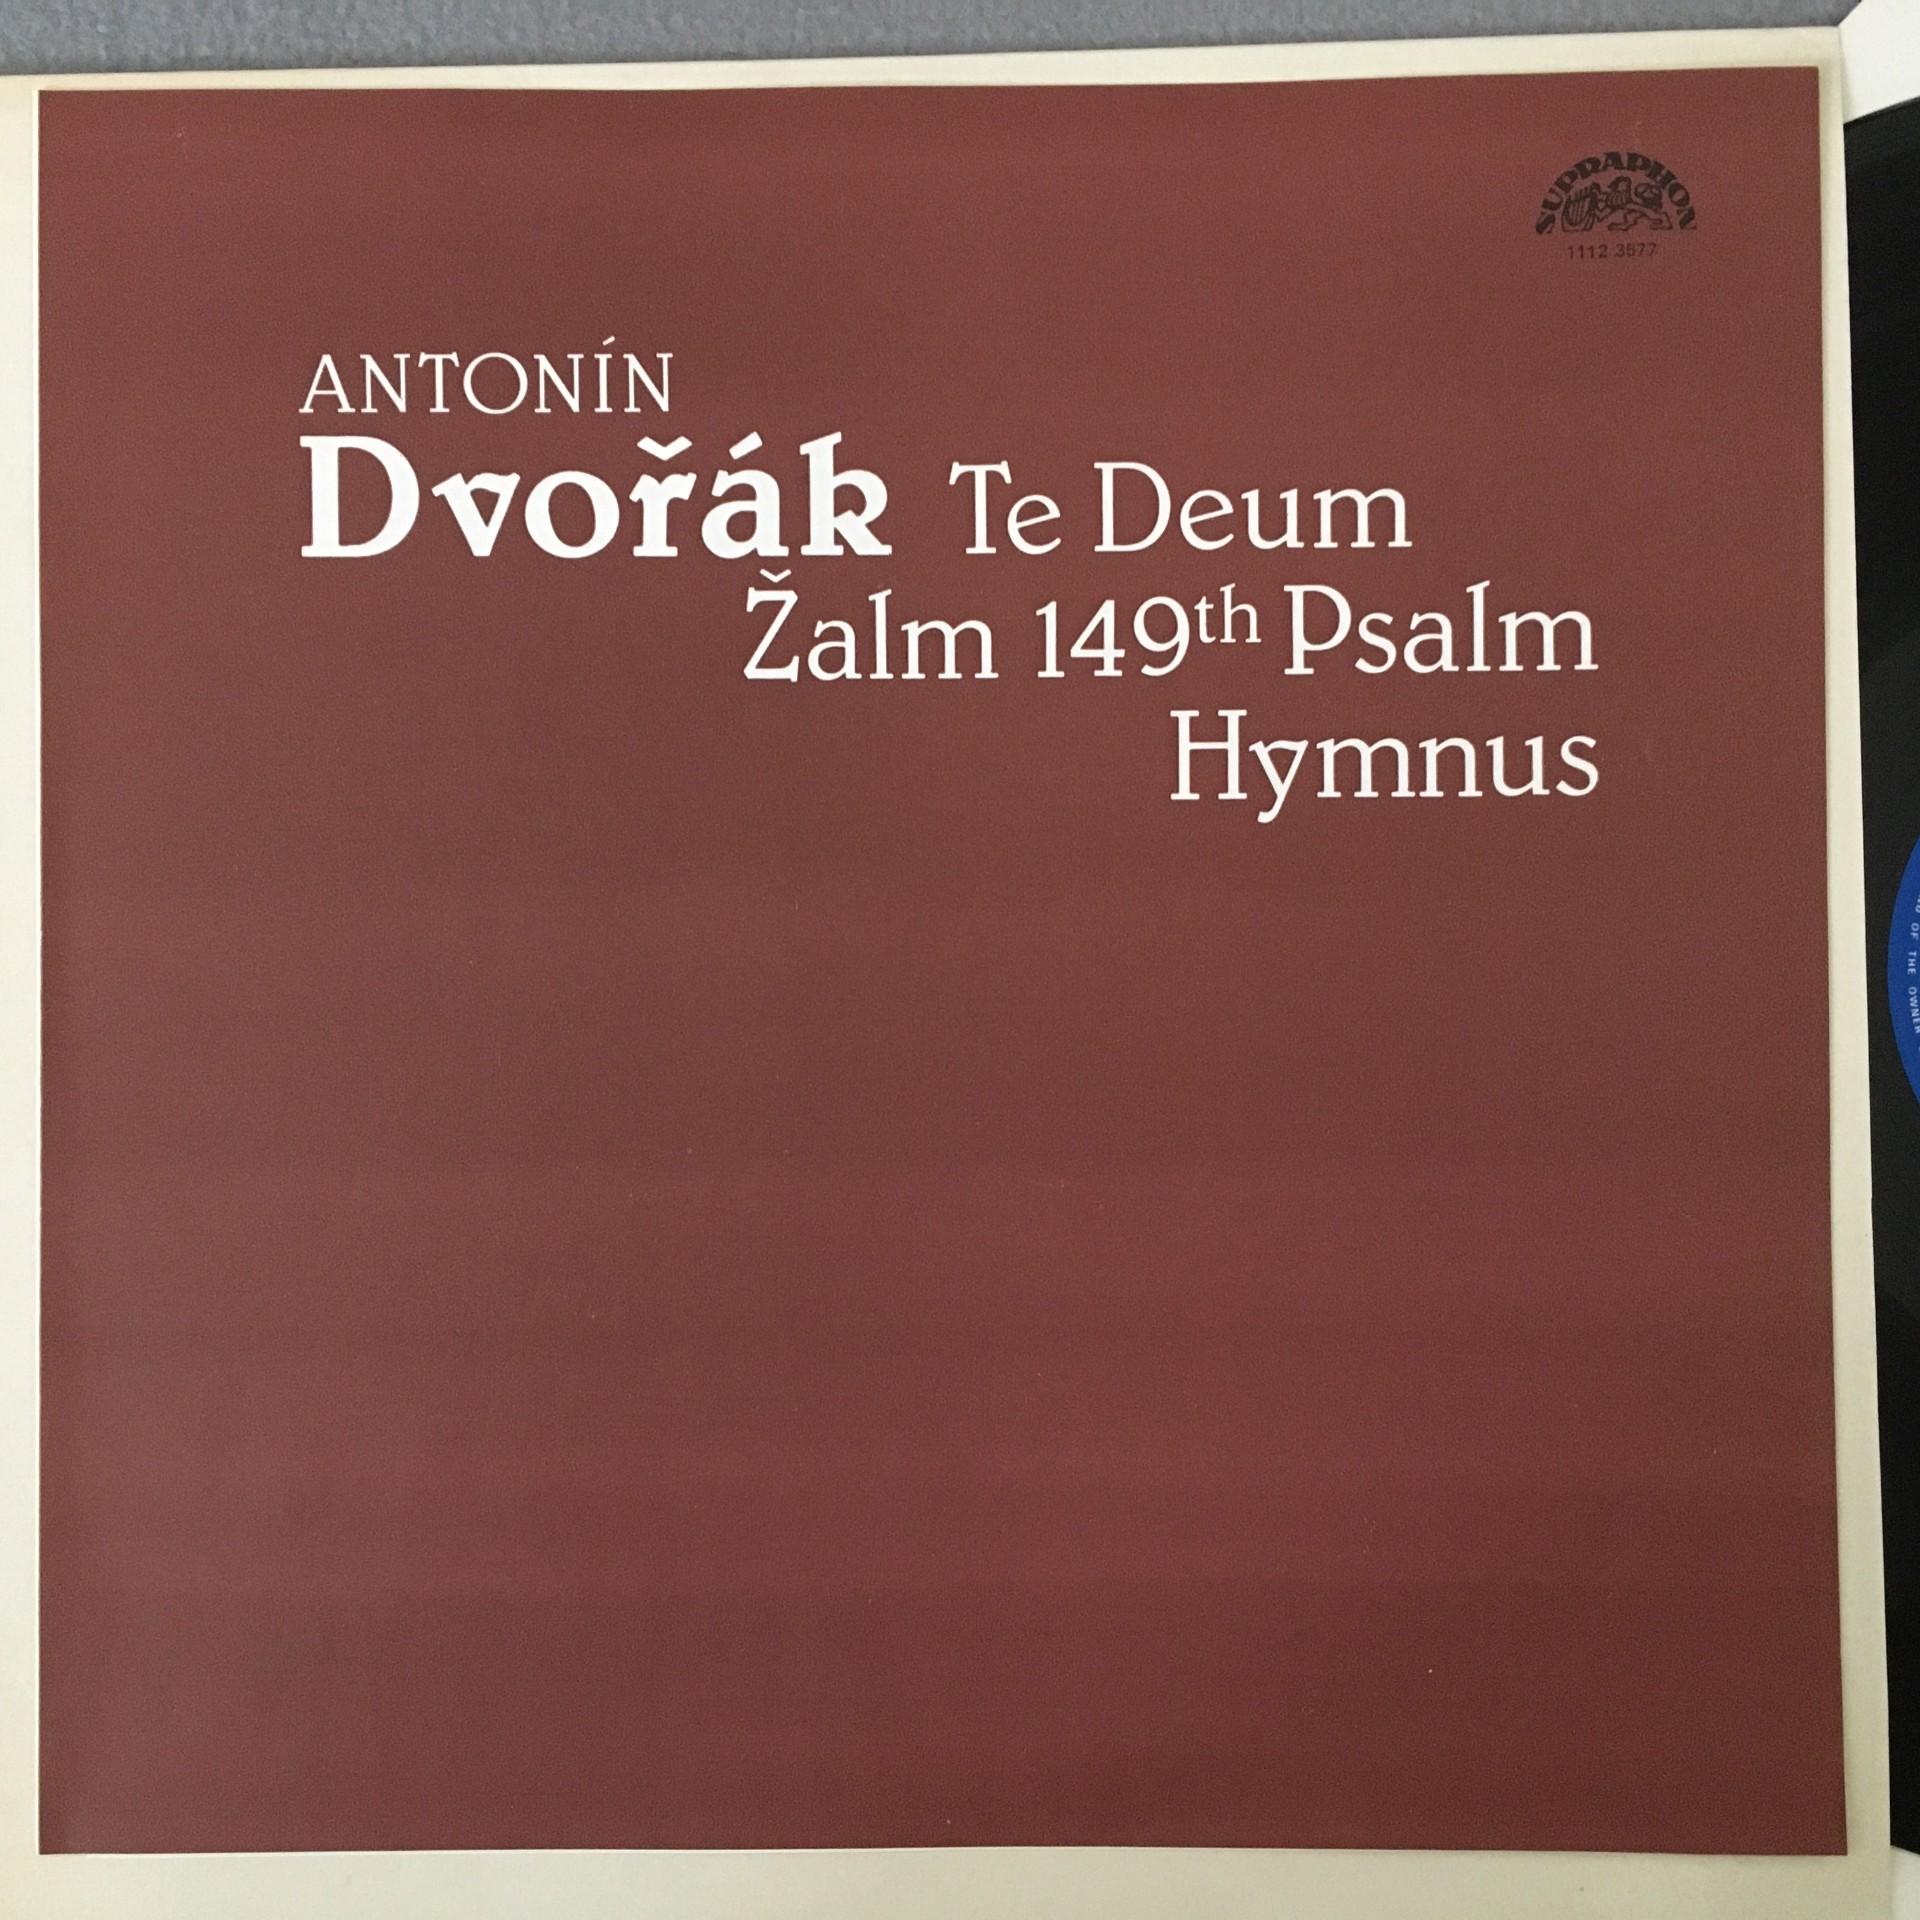 SUPRAPHON
1112 3577
ANTONÍN
Dvořák Te Deum
Žalm 149th Psalm
Hymnus
OF THE OWNER